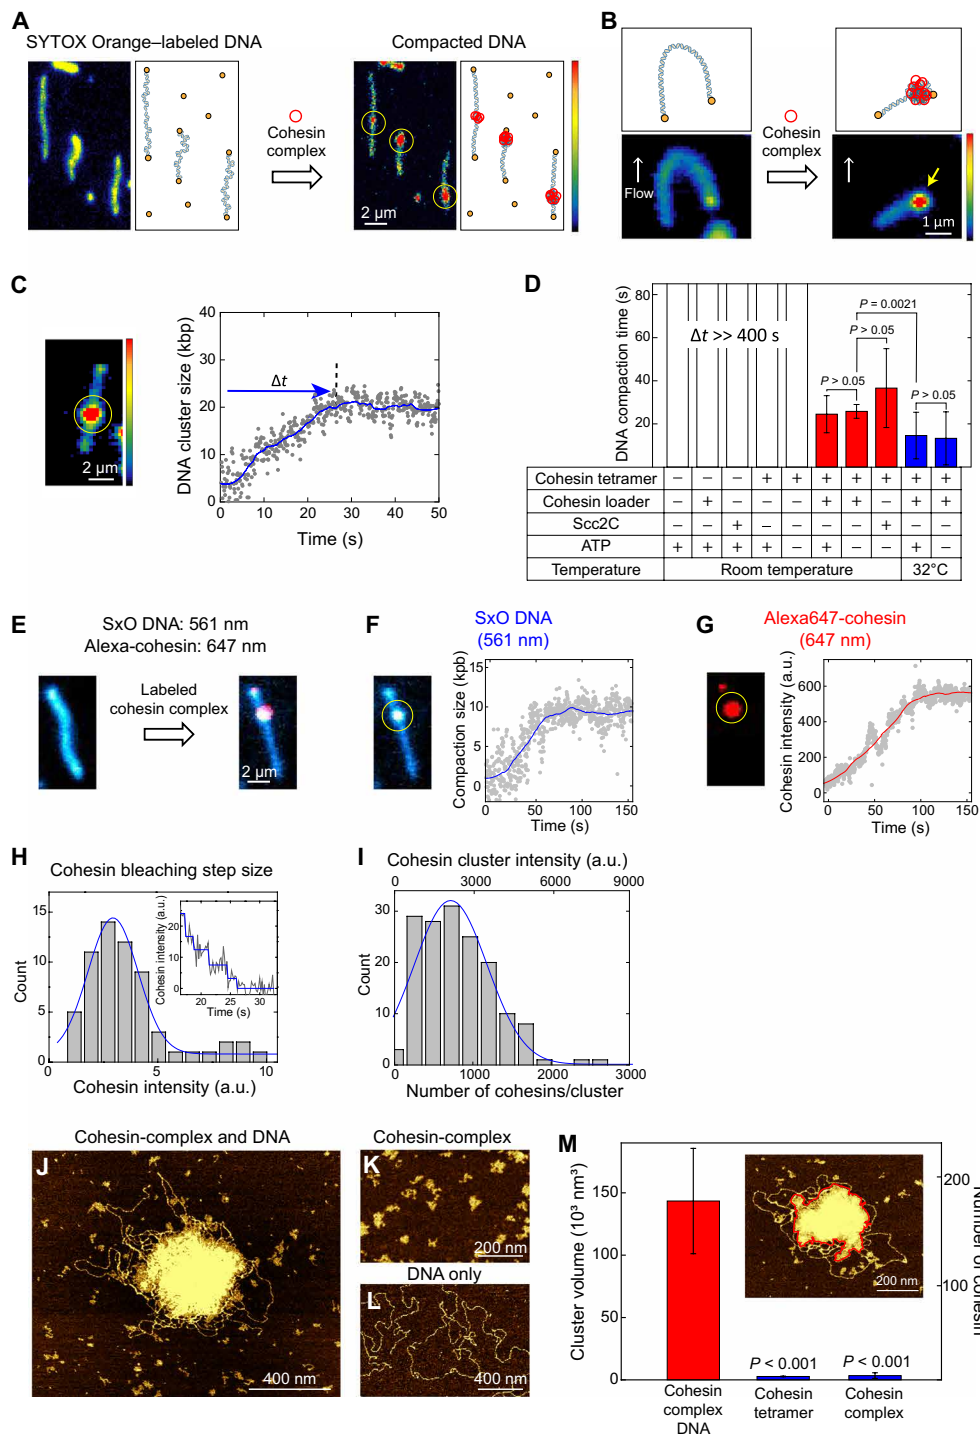 A
SYTOX Orange–labeled DNA
Compacted DNA
Cohesin
complex
2 µm
B
Flow
Cohesin
complex
1 µm
C
2 µm
DNA cluster size (kbp)
40
30
20
10
0
Δt
0 10 20 30 40 50
Time (s)
D
DNA compaction time (s)
80
60
40
20
Δt >> 400 s
P = 0.0021
P > 0.05
P > 0.05
P > 0.05
Cohesin tetramer – – – + + + + + + +
Cohesin loader – + – – – + + – + +
Scc2C – – + – – – – + – –
ATP + + + + – + – – + –
Temperature Room temperature 32°C
E
SxO DNA: 561 nm
Alexa-cohesin: 647 nm
Labeled
cohesin complex
2 µm
F
SxO DNA
(561 nm)
Compaction size (kpb)
15
10
5
0
0 50 100 150
Time (s)
G
Alexa647-cohesin
(647 nm)
Cohesin intensity (a.u.)
600
400
200
0
0 50 100 150
Time (s)
H
Cohesin bleaching step size
Count
15
10
5
0
0 5 10
Cohesin intensity (a.u.)
Cohesin intensity (a.u.)
20
10
0
20 25 30
Time (s)
I
Cohesin cluster intensity (a.u.)
0 3000 6000 9000
Count
30
20
10
0
0 1000 2000 3000
Number of cohesins/cluster
Cohesin-complex and DNA
J
400 nm
Cohesin-complex
K
200 nm
DNA only
L
400 nm
M
Cluster volume (10³ nm³)
150
100
50
0
200
100
Number of cohesin
200 nm
P < 0.001
P < 0.001
Cohesin
complex
DNA
Cohesin
tetramer
Cohesin
complex